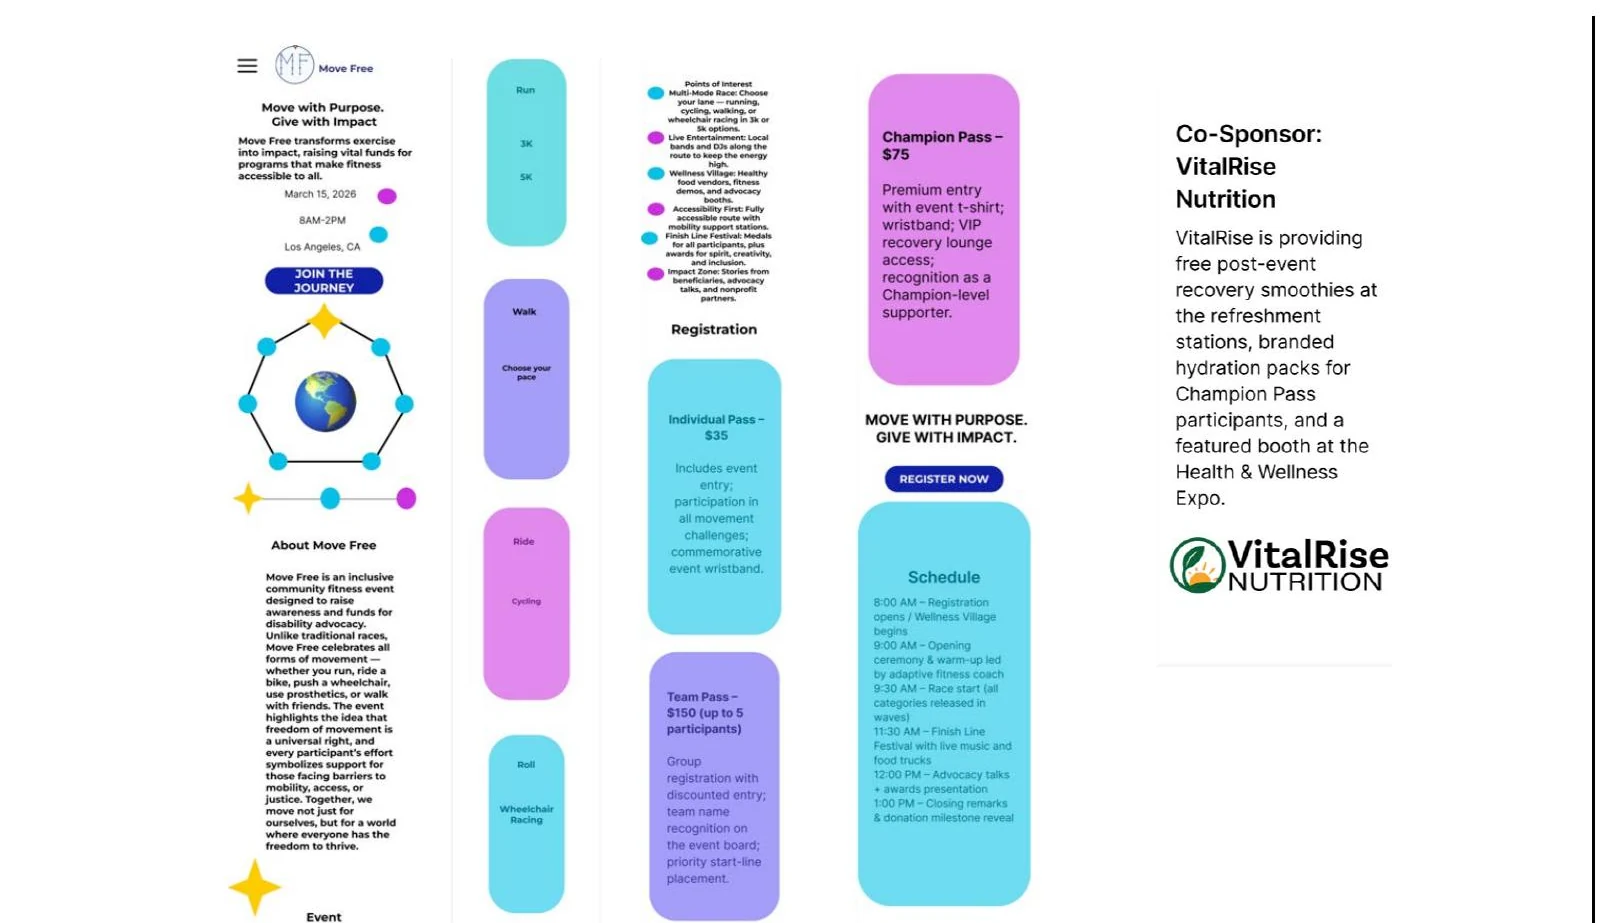 MF
Move Free
Move with Purpose.
Give with Impact
Move Free transforms exercise
into impact, raising vital funds for
programs that make fitness
accessible to all.
March 15, 2026
8AM-2PM
Los Angeles, CA
JOIN THE
JOURNEY
About Move Free
Move Free is an inclusive
community fitness event
designed to raise
awareness and funds for
disability advocacy.
Unlike traditional races,
Move Free celebrates all
forms of movement —
whether you run, ride a
bike, push a wheelchair,
use prosthetics, or walk
with friends. The event
highlights the idea that
freedom of movement is
a universal right, and
every participant's effort
symbolizes support for
those facing barriers to
mobility, access, or
justice. Together, we
move not just for
ourselves, but for a world
where everyone has the
freedom to thrive.
Event
Run
3K
5K
Walk
Choose your
pace
Ride
Cycling
Roll
Wheelchair
Racing
Points of Interest
Multi-Mode Race: Choose
your lane — running,
cycling, walking, or
wheelchair racing in 3k or
5k options.
Live Entertainment: Local
bands and DJs along the
route to keep the energy
high.
Wellness Village: Healthy
food vendors, fitness
demos, and advocacy
booths.
Accessibility First: Fully
accessible route with
mobility support stations.
Finish Line Festival: Medals
for all participants, plus
awards for spirit, creativity,
and inclusion.
Impact Zone: Stories from
beneficiaries, advocacy
talks, and nonprofit
partners.
Registration
Individual Pass –
$35
Includes event
entry;
participation in
all movement
challenges;
commemorative
event wristband.
Team Pass –
$150 (up to 5
participants)
Group
registration with
discounted entry;
team name
recognition on
the event board;
priority start-line
placement.
Champion Pass –
$75
Premium entry
with event t-shirt;
wristband; VIP
recovery lounge
access;
recognition as a
Champion-level
supporter.
MOVE WITH PURPOSE.
GIVE WITH IMPACT.
REGISTER NOW
Schedule
8:00 AM – Registration
opens / Wellness Village
begins
9:00 AM – Opening
ceremony & warm-up led
by adaptive fitness coach
9:30 AM – Race start (all
categories released in
waves)
11:30 AM – Finish Line
Festival with live music and
food trucks
12:00 PM – Advocacy talks
+ awards presentation
1:00 PM – Closing remarks
& donation milestone reveal
Co-Sponsor:
VitalRise
Nutrition
VitalRise is providing
free post-event
recovery smoothies at
the refreshment
stations, branded
hydration packs for
Champion Pass
participants, and a
featured booth at the
Health & Wellness
Expo.
VitalRise
NUTRITION